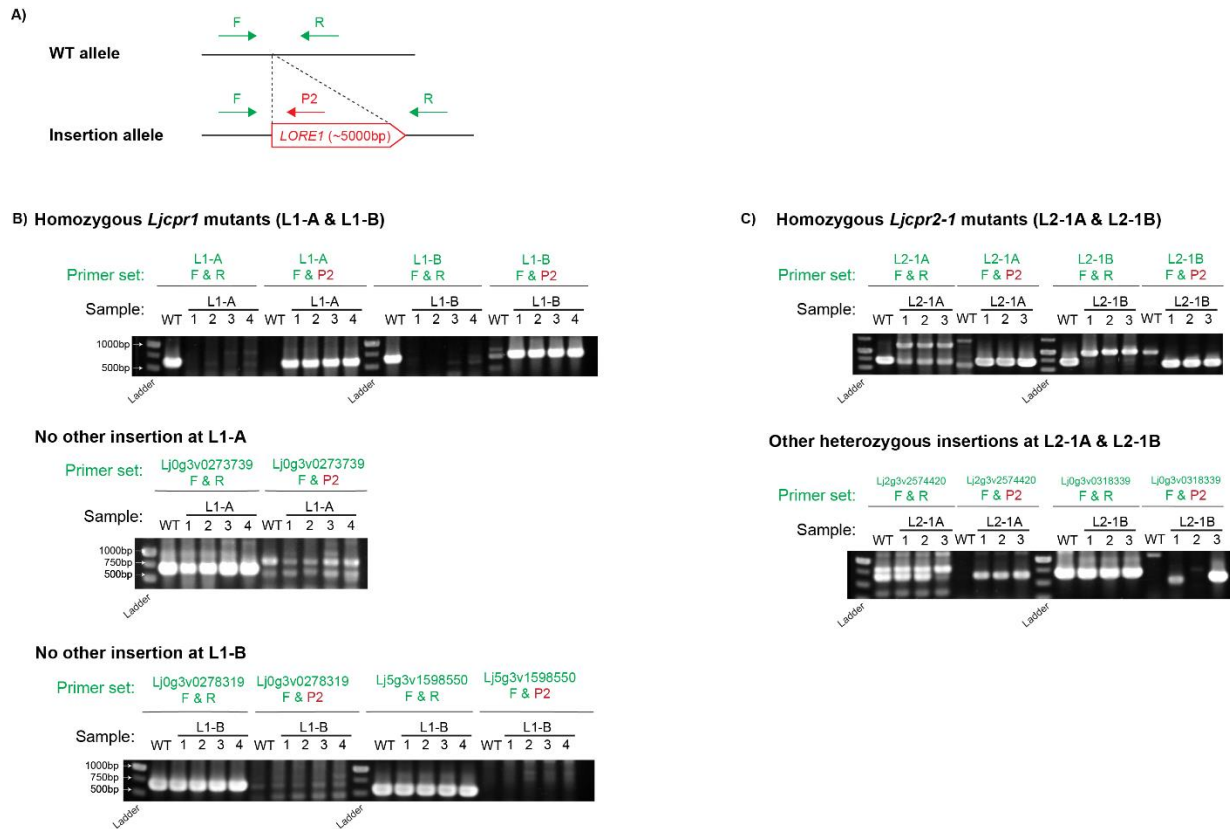 A)
F R
WT allele
F P2 R
Insertion allele LORE1 (~5000bp)
B) Homozygous Ljcpr1 mutants (L1-A & L1-B)
L1-A L1-A L1-B L1-B
Primer set: F & R F & P2 F & R F & P2
Sample: L1-A L1-A L1-B L1-B
WT 1 2 3 4 WT 1 2 3 4 WT 1 2 3 4 WT 1 2 3 4
1000bp
500bp
Ladder Ladder
No other insertion at L1-A
Primer set: Lj0g3v0273739 Lj0g3v0273739
F & R F & P2
Sample: L1-A L1-A
WT 1 2 3 4 WT 1 2 3 4
1000bp
750bp
500bp
Ladder
No other insertion at L1-B
Primer set: Lj0g3v0278319 Lj0g3v0278319 Lj5g3v1598550 Lj5g3v1598550
F & R F & P2 F & R F & P2
Sample: L1-B L1-B L1-B L1-B
WT 1 2 3 4 WT 1 2 3 4 WT 1 2 3 4 WT 1 2 3 4
1000bp
750bp
500bp
Ladder Ladder
C) Homozygous Ljcpr2-1 mutants (L2-1A & L2-1B)
L2-1A L2-1A L2-1B L2-1B
Primer set: F & R F & P2 F & R F & P2
Sample: L2-1A L2-1A L2-1B L2-1B
WT 1 2 3 WT 1 2 3 WT 1 2 3 WT 1 2 3
Ladder Ladder
Other heterozygous insertions at L2-1A & L2-1B
Primer set: Lj2g3v2574420 Lj2g3v2574420 Lj0g3v0318339 Lj0g3v0318339
F & R F & P2 F & R F & P2
Sample: L2-1A L2-1A L2-1B L2-1B
WT 1 2 3 WT 1 2 3 WT 1 2 3 WT 1 2 3
Ladder Ladder